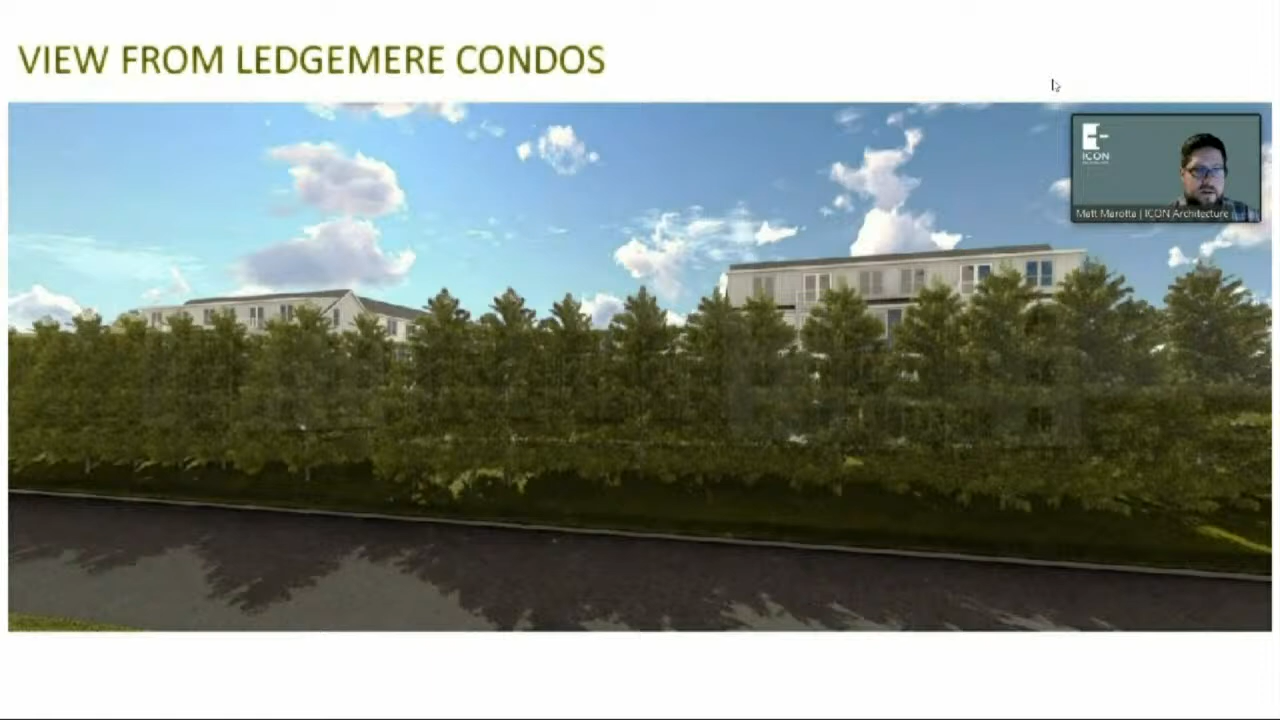 VIEW FROM LEDGEMERE CONDOS
ICON
Matt Marotta | ICON Architecture